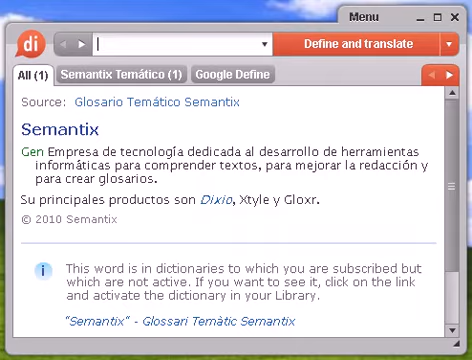 Menu
di
Define and translate
All (1)
Semantix Temático (1)
Google Define
Source: Glosario Temático Semantix
Semantix
Gen Empresa de tecnología dedicada al desarrollo de herramientas
informáticas para comprender textos, para mejorar la redacción y
para crear glosarios.
Su principales productos son Dixio, Xtyle y Gloxr.
© 2010 Semantix
i
This word is in dictionaries to which you are subscribed but
which are not active. If you want to see it, click on the link
and activate the dictionary in your Library.
"Semantix" - Glossari Temàtic Semantix